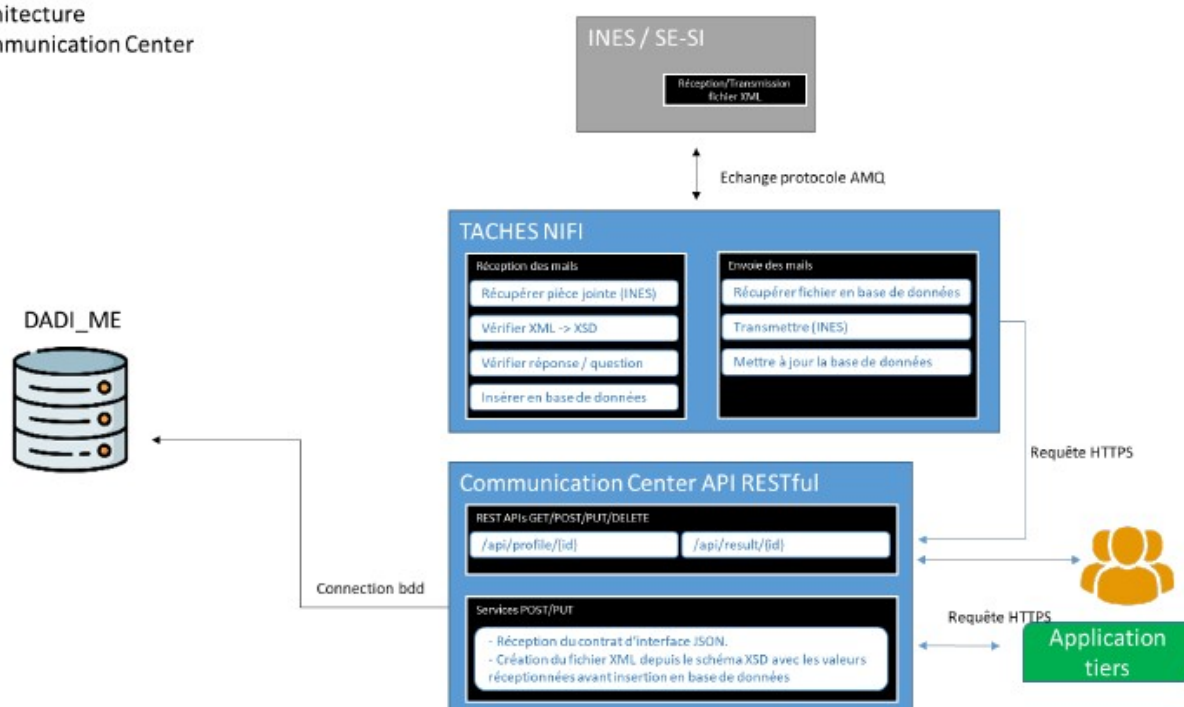 hitecture
mmunication Center
INES / SE-SI
Réception/Transmission
fichier XML
Echange protocole AMQ
TACHES NIFI
Réception des mails
Récupérer pièce jointe (INES)
Vérifier XML -> XSD
Vérifier réponse / question
Insérer en base de données
Envoie des mails
Récupérer fichier en base de données
Transmettre (INES)
Mettre à jour la base de données
DADI_ME
Requête HTTPS
Communication Center API RESTful
REST APIs GET/POST/PUT/DELETE
/api/profile/{id}
/api/result/{id}
Connection bdd
Services POST/PUT
- Réception du contrat d'interface JSON.
- Création du fichier XML depuis le schéma XSD avec les valeurs
réceptionnées avant insertion en base de données
Requête HTTPS
Application
tiers